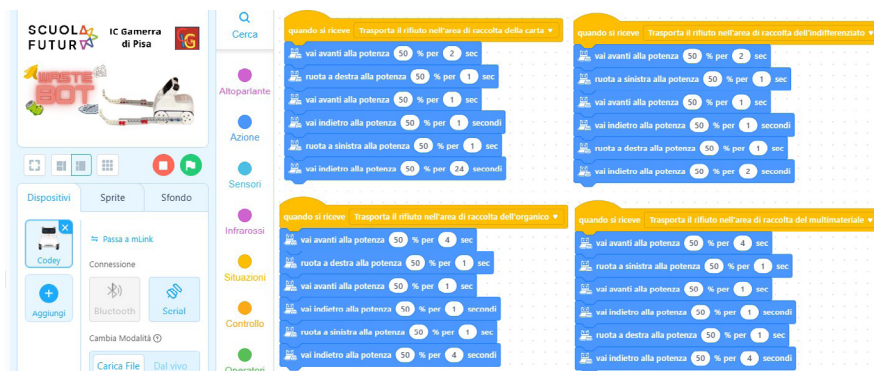 SCUOLA
FUTURA
IC Gamerra
di Pisa
WASTE
BOT
Dispositivi
Sprite
Sfondo
Codey
Aggiungi
Passa a mLink
Connessione
Bluetooth
Serial
Cambia Modalità
Carica File
Dal vivo
Cerca
Altoparlante
Azione
Sensori
Infrarossi
Situazioni
Controllo
Operatori
quando si riceve Trasporta il rifiuto nell'area di raccolta della carta
vai avanti alla potenza 50 % per 2 sec
ruota a destra alla potenza 50 % per 1 sec
vai avanti alla potenza 50 % per 1 sec
vai indietro alla potenza 50 % per 1 secondi
ruota a sinistra alla potenza 50 % per 1 sec
vai indietro alla potenza 50 % per 24 secondi
quando si riceve Trasporta il rifiuto nell'area di raccolta dell'indifferenziato
vai avanti alla potenza 50 % per 2 sec
ruota a sinistra alla potenza 50 % per 1 sec
vai avanti alla potenza 50 % per 1 sec
vai indietro alla potenza 50 % per 1 secondi
ruota a destra alla potenza 50 % per 1 sec
vai indietro alla potenza 50 % per 2 secondi
quando si riceve Trasporta il rifiuto nell'area di raccolta dell'organico
vai avanti alla potenza 50 % per 4 sec
ruota a destra alla potenza 50 % per 1 sec
vai avanti alla potenza 50 % per 1 sec
vai indietro alla potenza 50 % per 1 secondi
ruota a sinistra alla potenza 50 % per 1 sec
vai indietro alla potenza 50 % per 4 secondi
quando si riceve Trasporta il rifiuto nell'area di raccolta del multimateriale
vai avanti alla potenza 50 % per 4 sec
ruota a sinistra alla potenza 50 % per 1 sec
vai avanti alla potenza 50 % per 1 sec
vai indietro alla potenza 50 % per 1 secondi
ruota a destra alla potenza 50 % per 1 sec
vai indietro alla potenza 50 % per 4 secondi